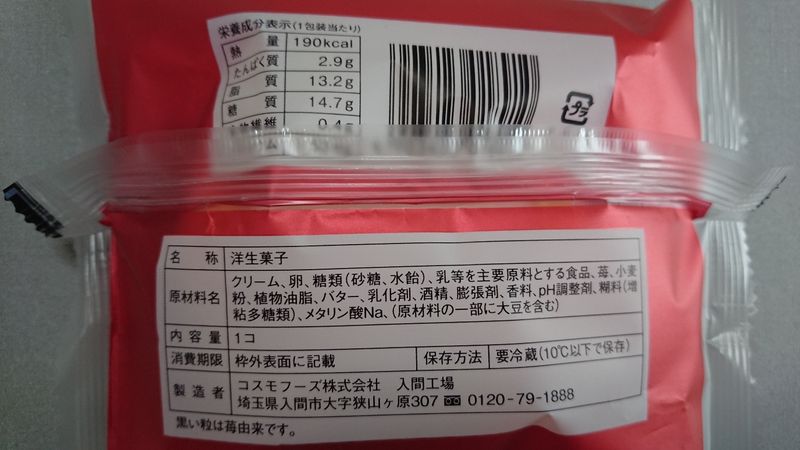 栄養成分表示(1包装当たり)
熱 量 190kcal
たんぱく質 2.9g
脂 質 13.2g
糖 質 14.7g
繊維 0.4g
プラ
名 称 洋生菓子
原材料名 クリーム、卵、糖類(砂糖、水飴)、乳等を主要原料とする食品、苺、小麦
粉、植物油脂、バター、乳化剤、酒精、膨張剤、香料、pH調整剤、糊料(増
粘多糖類)、メタリン酸Na、(原材料の一部に大豆を含む)
内容量 1コ
消費期限 枠外表面に記載 保存方法 要冷蔵(10℃以下で保存)
製造者 コスモフーズ株式会社 入間工場
埼玉県入間市大字狭山ヶ原307 0120-79-1888
黒い粒は苺由来です。